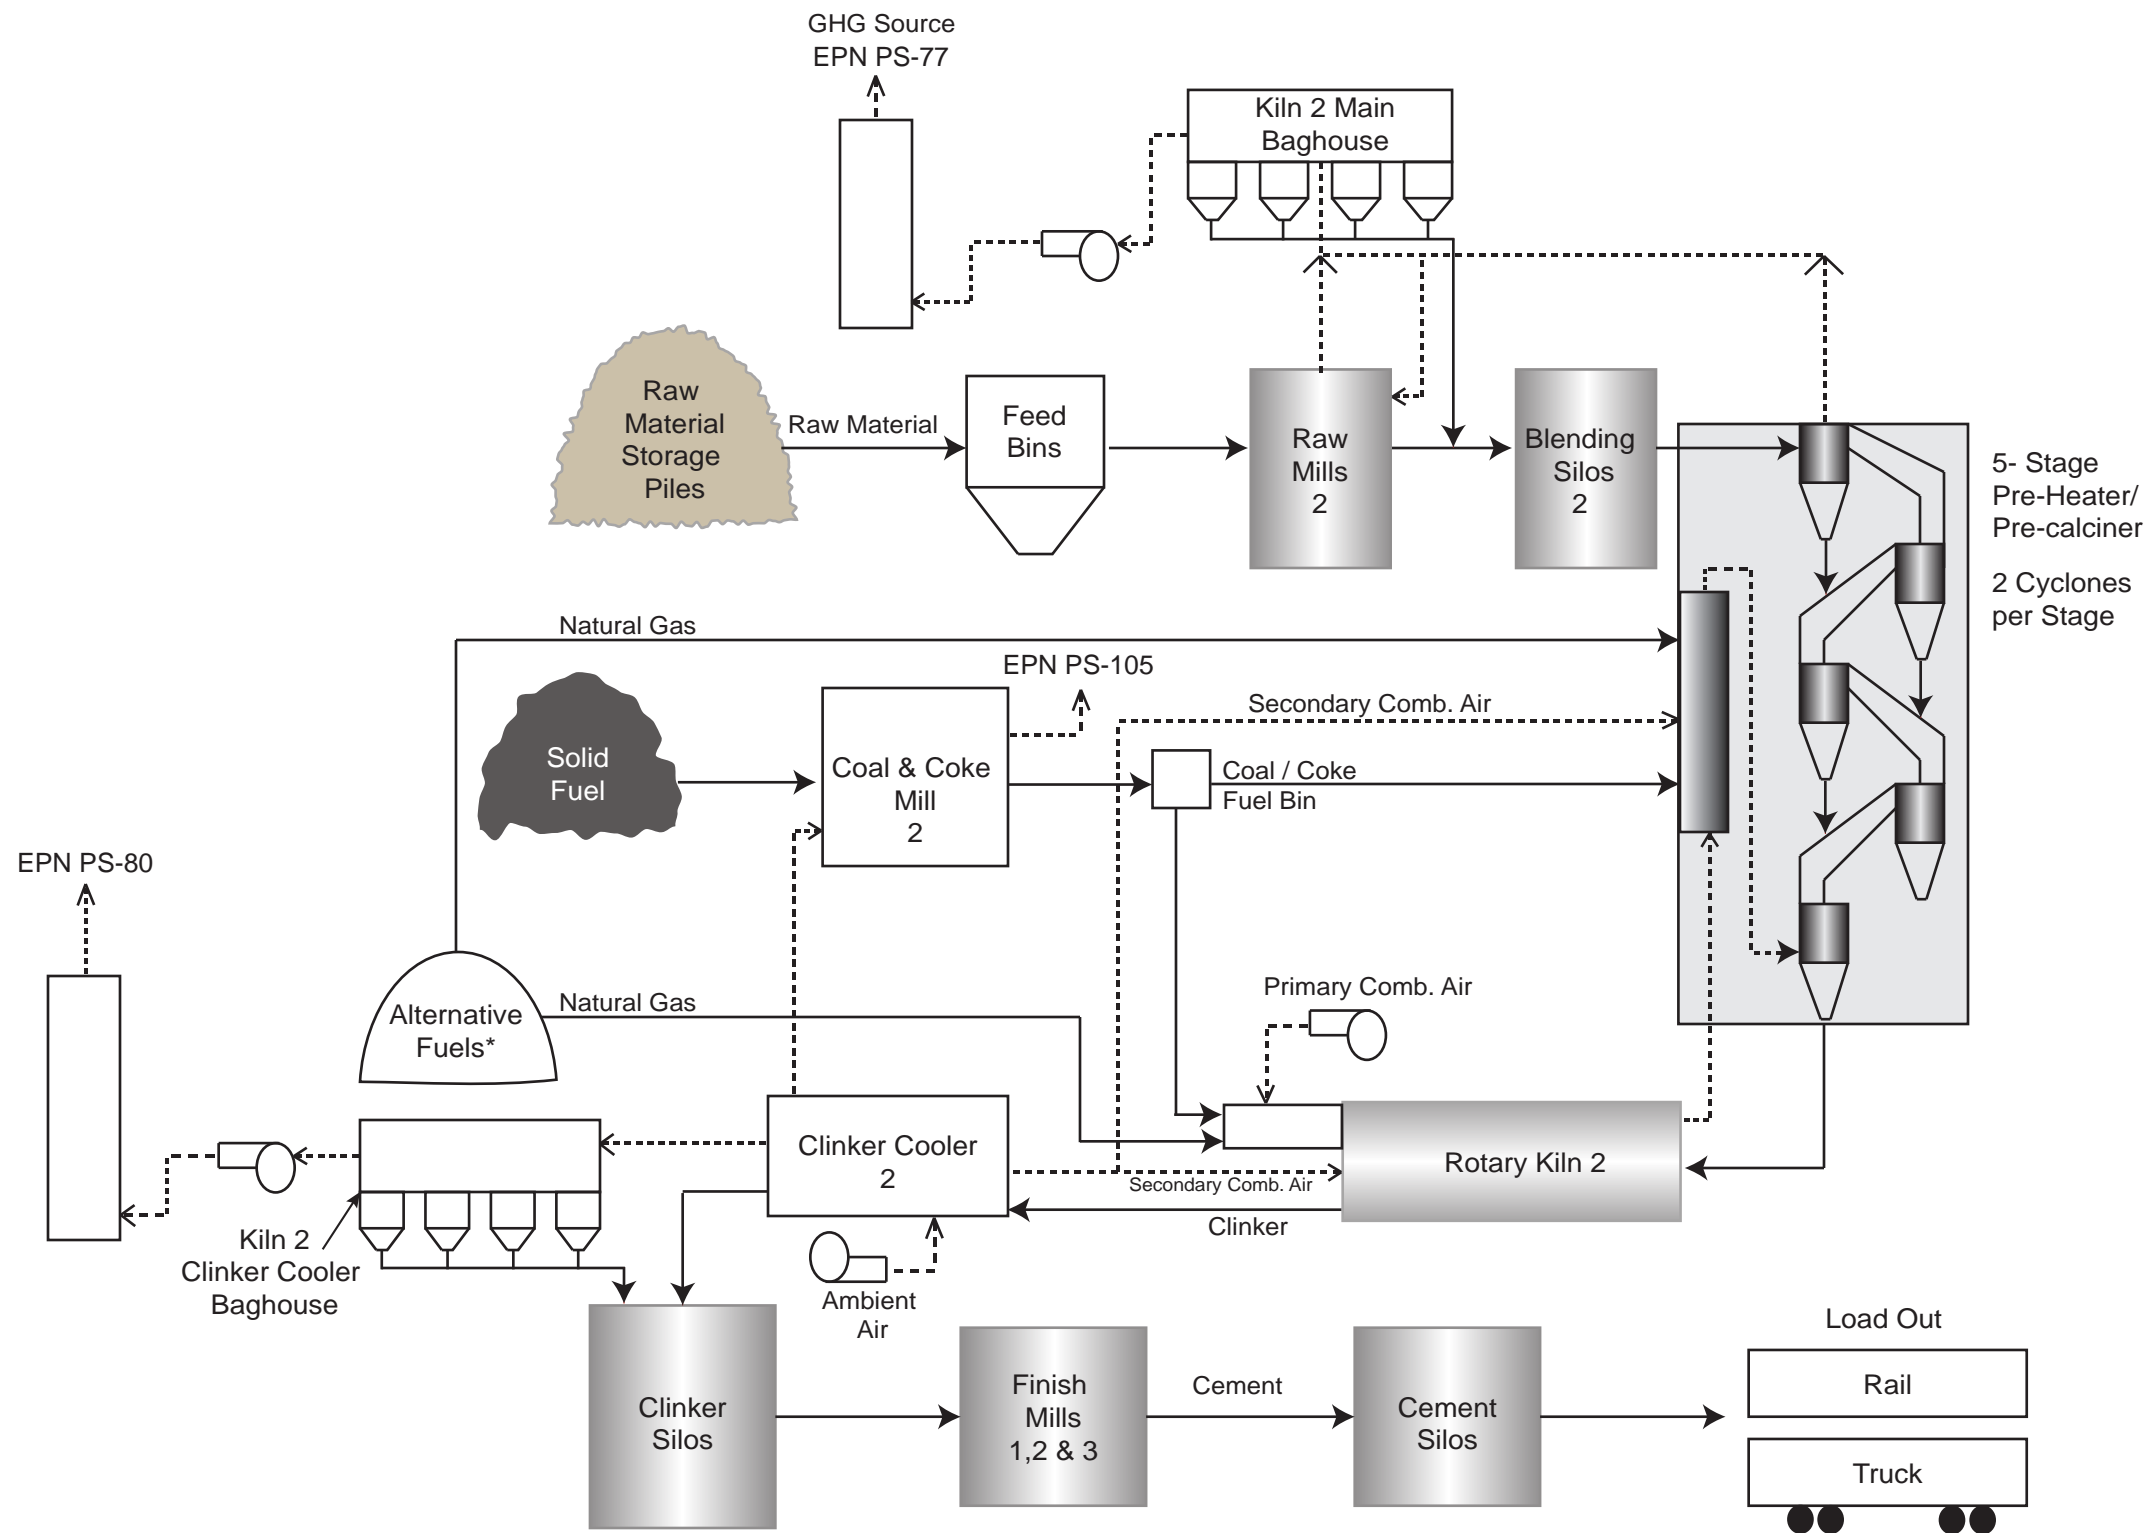 GHG Source
EPN PS-77
Kiln 2 Main
Baghouse
Raw
Material
Storage
Piles
Raw Material
Feed
Bins
Raw
Mills
2
Blending
Silos
2
5- Stage
Pre-Heater/
Pre-calciner
2 Cyclones
per Stage
Natural Gas
EPN PS-105
Secondary Comb. Air
Solid
Fuel
Coal & Coke
Mill
2
Coal / Coke
Fuel Bin
EPN PS-80
Alternative
Fuels*
Natural Gas
Primary Comb. Air
Clinker Cooler
2
Secondary Comb. Air
Rotary Kiln 2
Clinker
Kiln 2
Clinker Cooler
Baghouse
Ambient
Air
Clinker
Silos
Finish
Mills
1,2 & 3
Cement
Cement
Silos
Load Out
Rail
Truck